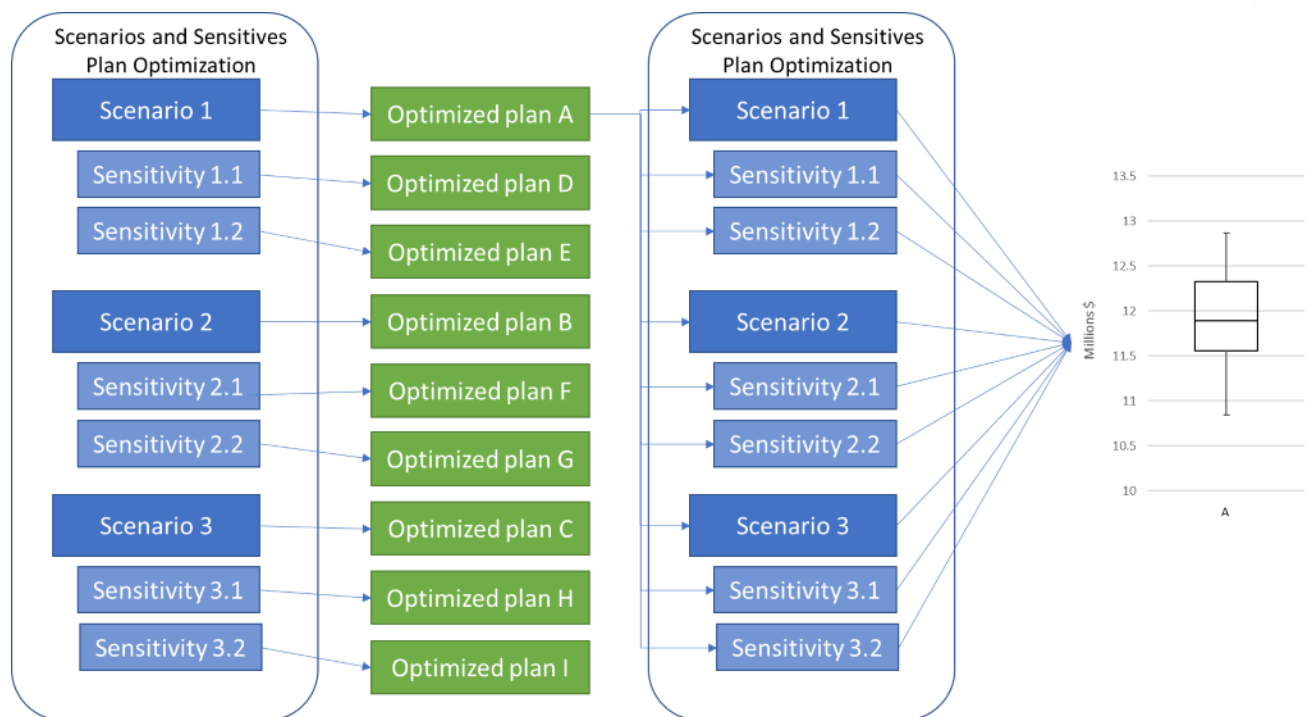 Scenarios and Sensitives
Plan Optimization
Scenario 1
Sensitivity 1.1
Sensitivity 1.2
Scenario 2
Sensitivity 2.1
Sensitivity 2.2
Scenario 3
Sensitivity 3.1
Sensitivity 3.2
Optimized plan A
Optimized plan D
Optimized plan E
Optimized plan B
Optimized plan F
Optimized plan G
Optimized plan C
Optimized plan H
Optimized plan I
Scenarios and Sensitives
Plan Optimization
Scenario 1
Sensitivity 1.1
Sensitivity 1.2
Scenario 2
Sensitivity 2.1
Sensitivity 2.2
Scenario 3
Sensitivity 3.1
Sensitivity 3.2
Millions $
13.5
13
12.5
12
11.5
11
10.5
10
A